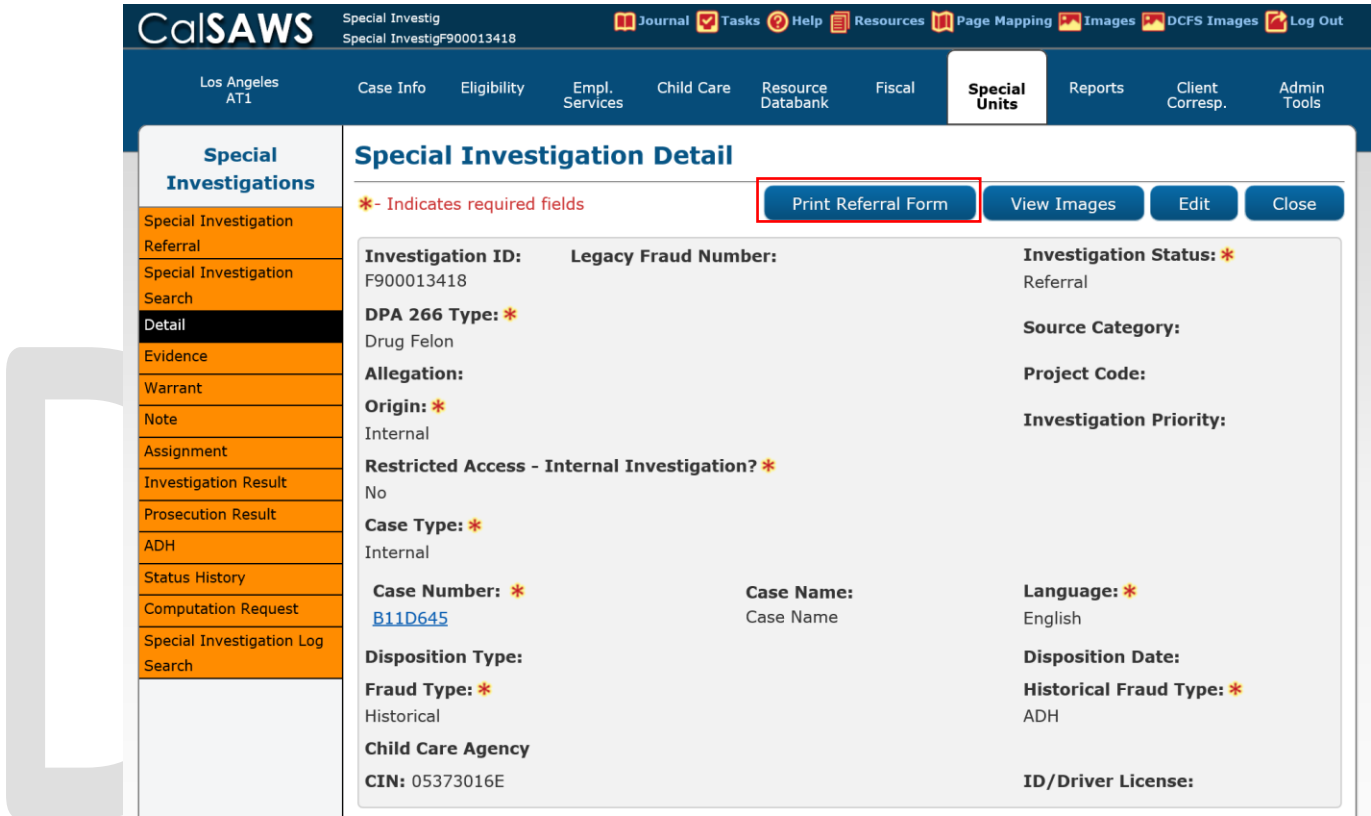 CalSAWS
Special Investig
Special InvestigF900013418
Journal Tasks Help Resources Page Mapping Images DCFS Images Log Out
Los Angeles
AT1
Case Info
Eligibility
Empl.
Services
Child Care
Resource
Databank
Fiscal
Special
Units
Reports
Client
Corresp.
Admin
Tools
Special
Investigations
Special Investigation
Referral
Special Investigation
Search
Detail
Evidence
Warrant
Note
Assignment
Investigation Result
Prosecution Result
ADH
Status History
Computation Request
Special Investigation Log
Search
Special Investigation Detail
*- Indicates required fields
Print Referral Form
View Images
Edit
Close
Investigation ID: Legacy Fraud Number: Investigation Status: *
F900013418 Referral
DPA 266 Type: *
Drug Felon
Source Category:
Allegation: Project Code:
Origin: *
Internal
Investigation Priority:
Restricted Access - Internal Investigation? *
No
Case Type: *
Internal
Case Number: * Case Name: Language: *
B11D645 Case Name English
Disposition Type: Disposition Date:
Fraud Type: * Historical Fraud Type: *
Historical ADH
Child Care Agency
CIN: 05373016E ID/Driver License:
D